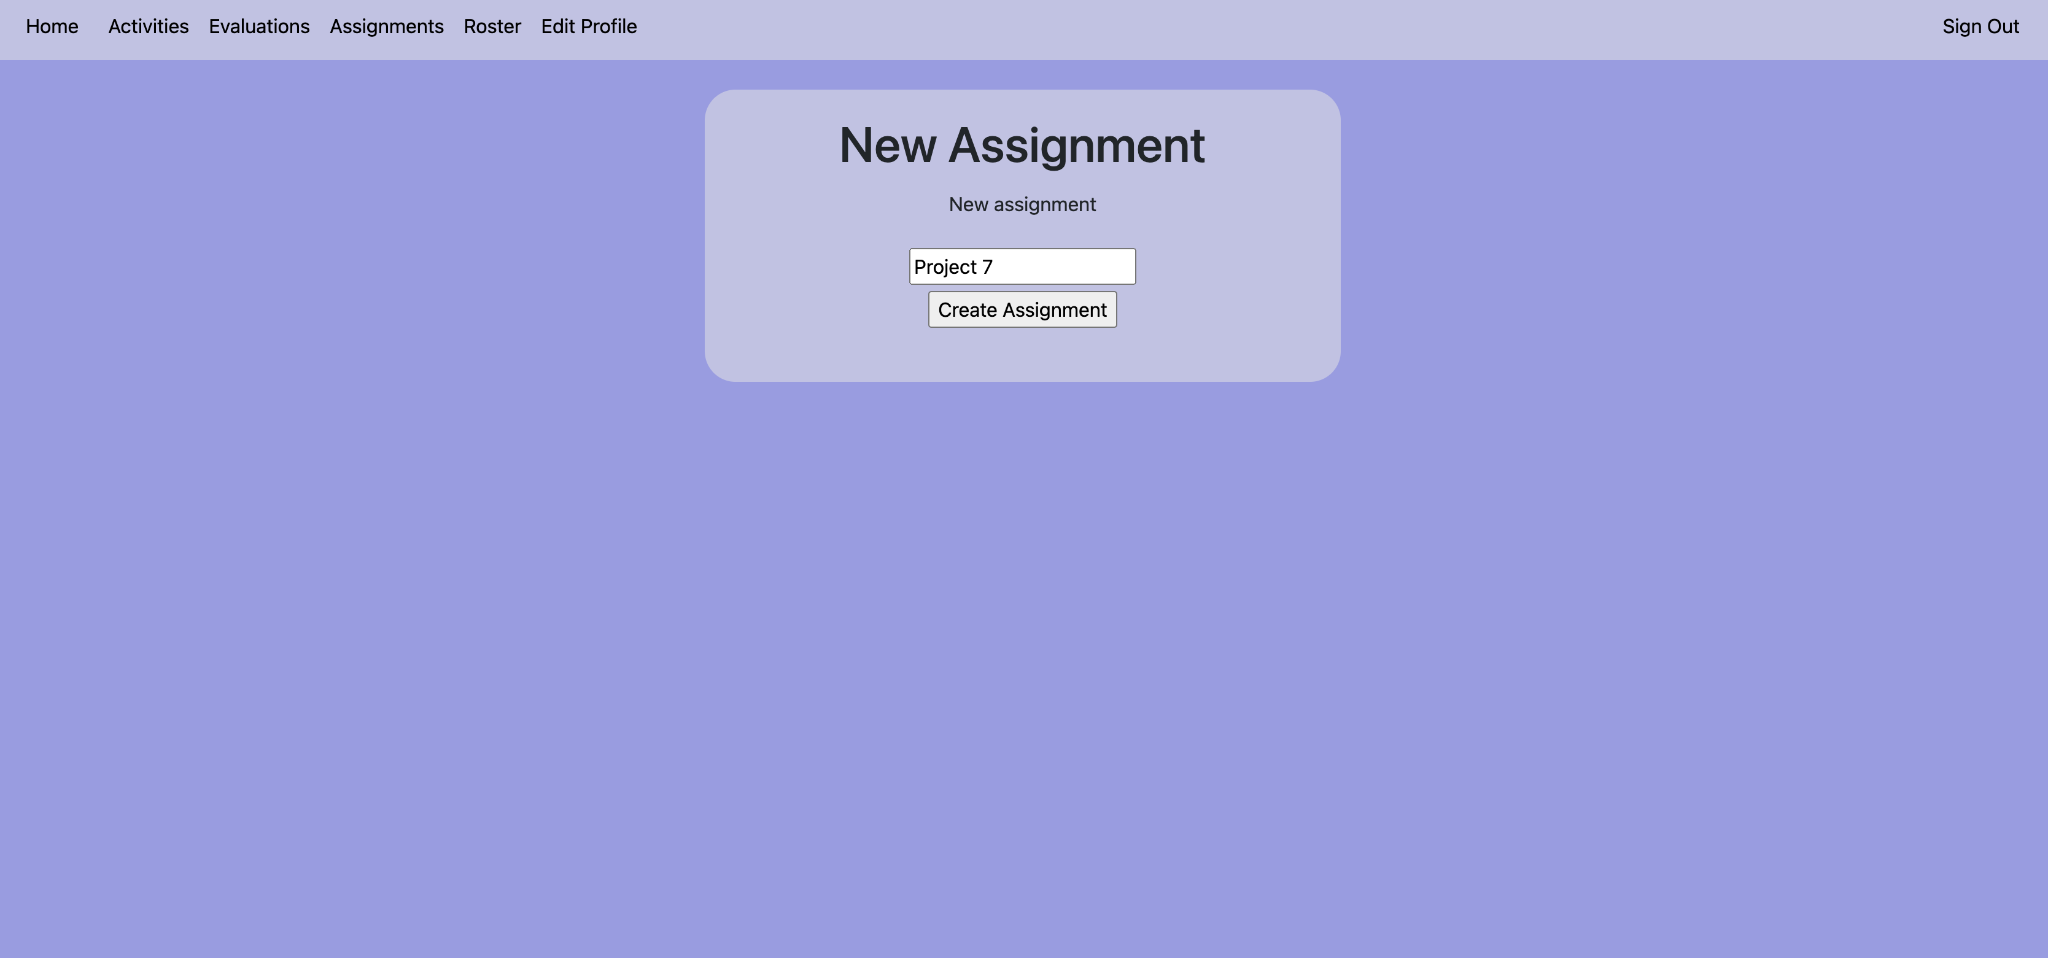 Home Activities Evaluations Assignments Roster Edit Profile Sign Out
New Assignment
New assignment
Project 7
Create Assignment